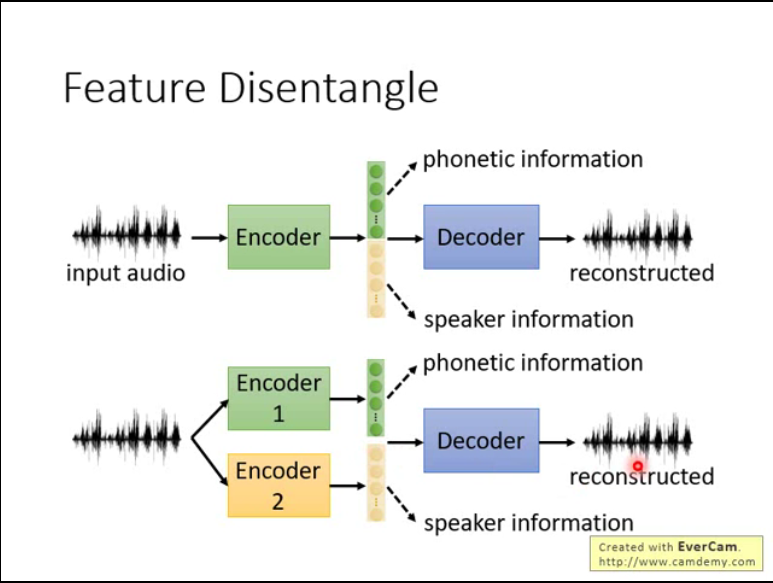 Feature Disentangle
phonetic information
Encoder
Decoder
input audio
reconstructed
speaker information
phonetic information
Encoder
1
Decoder
Encoder
2
reconstructed
speaker information
Created with EverCam.
http://www.camdemy.com